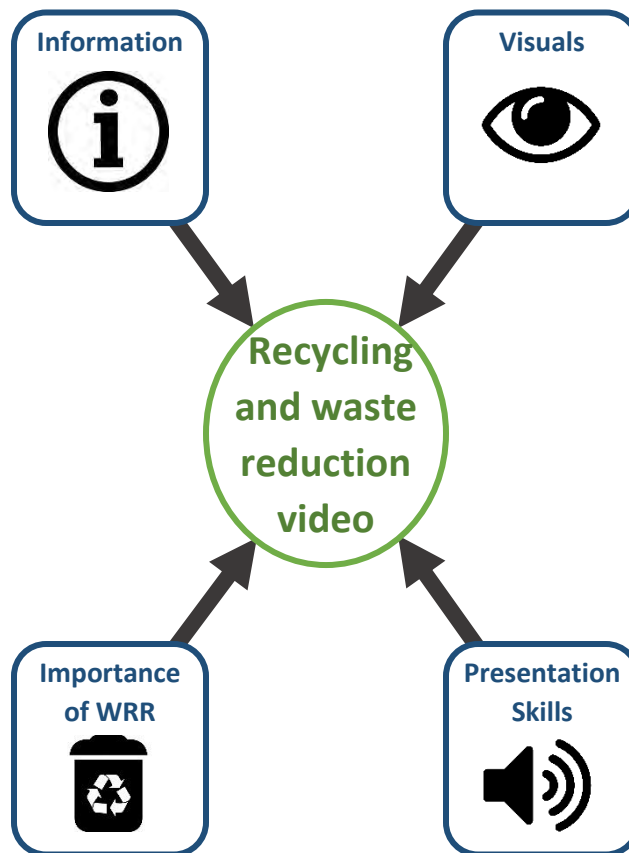 Information
Visuals
Recycling
and waste
reduction
video
Importance
of WRR
Presentation
Skills